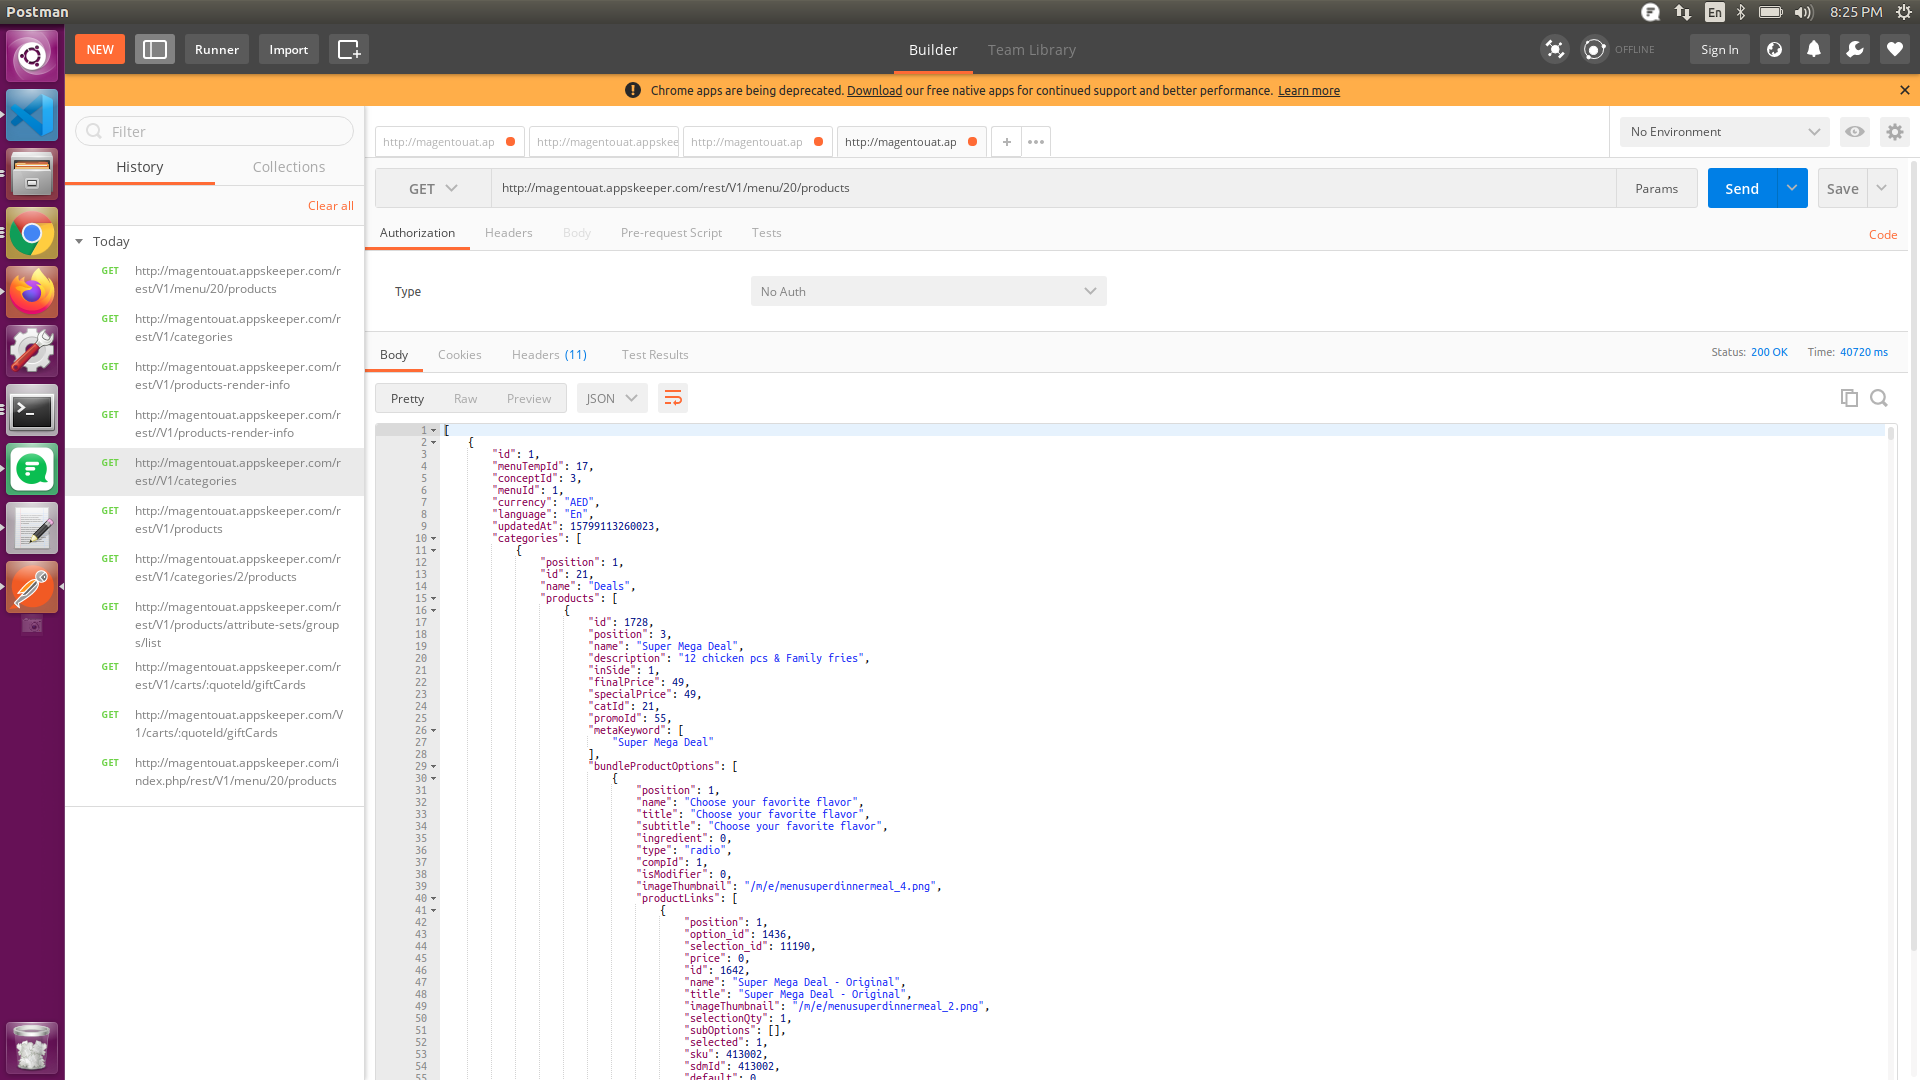 Postman
En
8:25 PM
NEW
Runner
Import
Builder
Team Library
OFFLINE
Sign In
Chrome apps are being deprecated. Download our free native apps for continued support and better performance. Learn more
Filter
History
Collections
Clear all
Today
GET http://magentouat.appskeeper.com/r
est/V1/menu/20/products
GET http://magentouat.appskeeper.com/r
est/V1/categories
GET http://magentouat.appskeeper.com/r
est/V1/products-render-info
GET http://magentouat.appskeeper.com/r
est//V1/products-render-info
GET http://magentouat.appskeeper.com/r
est//V1/categories
GET http://magentouat.appskeeper.com/r
est/V1/products
GET http://magentouat.appskeeper.com/r
est/V1/categories/2/products
GET http://magentouat.appskeeper.com/r
est/V1/products/attribute-sets/group
s/list
GET http://magentouat.appskeeper.com/r
est/V1/carts/:quoteId/giftCards
GET http://magentouat.appskeeper.com/V
1/carts/:quoteId/giftCards
GET http://magentouat.appskeeper.com/i
ndex.php/rest/V1/menu/20/products
http://magentouat.ap
http://magentouat.appskee
http://magentouat.ap
http://magentouat.ap
No Environment
GET
http://magentouat.appskeeper.com/rest/V1/menu/20/products
Params
Send
Save
Authorization
Headers
Body
Pre-request Script
Tests
Code
Type
No Auth
Body
Cookies
Headers (11)
Test Results
Status: 200 OK
Time: 40720 ms
Pretty
Raw
Preview
JSON
1 [
2 {
3 "id": 1,
4 "menuTempId": 17,
5 "conceptId": 3,
6 "menuId": 1,
7 "currency": "AED",
8 "language": "En",
9 "updatedAt": 15799113260023,
10 "categories": [
11 {
12 "position": 1,
13 "id": 21,
14 "name": "Deals",
15 "products": [
16 {
17 "id": 1728,
18 "position": 3,
19 "name": "Super Mega Deal",
20 "description": "12 chicken pcs & Family fries",
21 "inSide": 1,
22 "finalPrice": 49,
23 "specialPrice": 49,
24 "catId": 21,
25 "promoId": 55,
26 "metaKeyword": [
27 "Super Mega Deal"
28 ],
29 "bundleProductOptions": [
30 {
31 "position": 1,
32 "name": "Choose your favorite flavor",
33 "title": "Choose your favorite flavor",
34 "subtitle": "Choose your favorite flavor",
35 "ingredient": 0,
36 "type": "radio",
37 "compId": 1,
38 "isModifier": 0,
39 "imageThumbnail": "/m/e/menusuperdinnermeal_4.png",
40 "productLinks": [
41 {
42 "position": 1,
43 "option_id": 1436,
44 "selection_id": 11190,
45 "price": 0,
46 "id": 1642,
47 "name": "Super Mega Deal - Original",
48 "title": "Super Mega Deal - Original",
49 "imageThumbnail": "/m/e/menusuperdinnermeal_2.png",
50 "selectionQty": 1,
51 "subOptions": [],
52 "selected": 1,
53 "sku": 413002,
54 "sdmId": 413002,
55 "default": 0